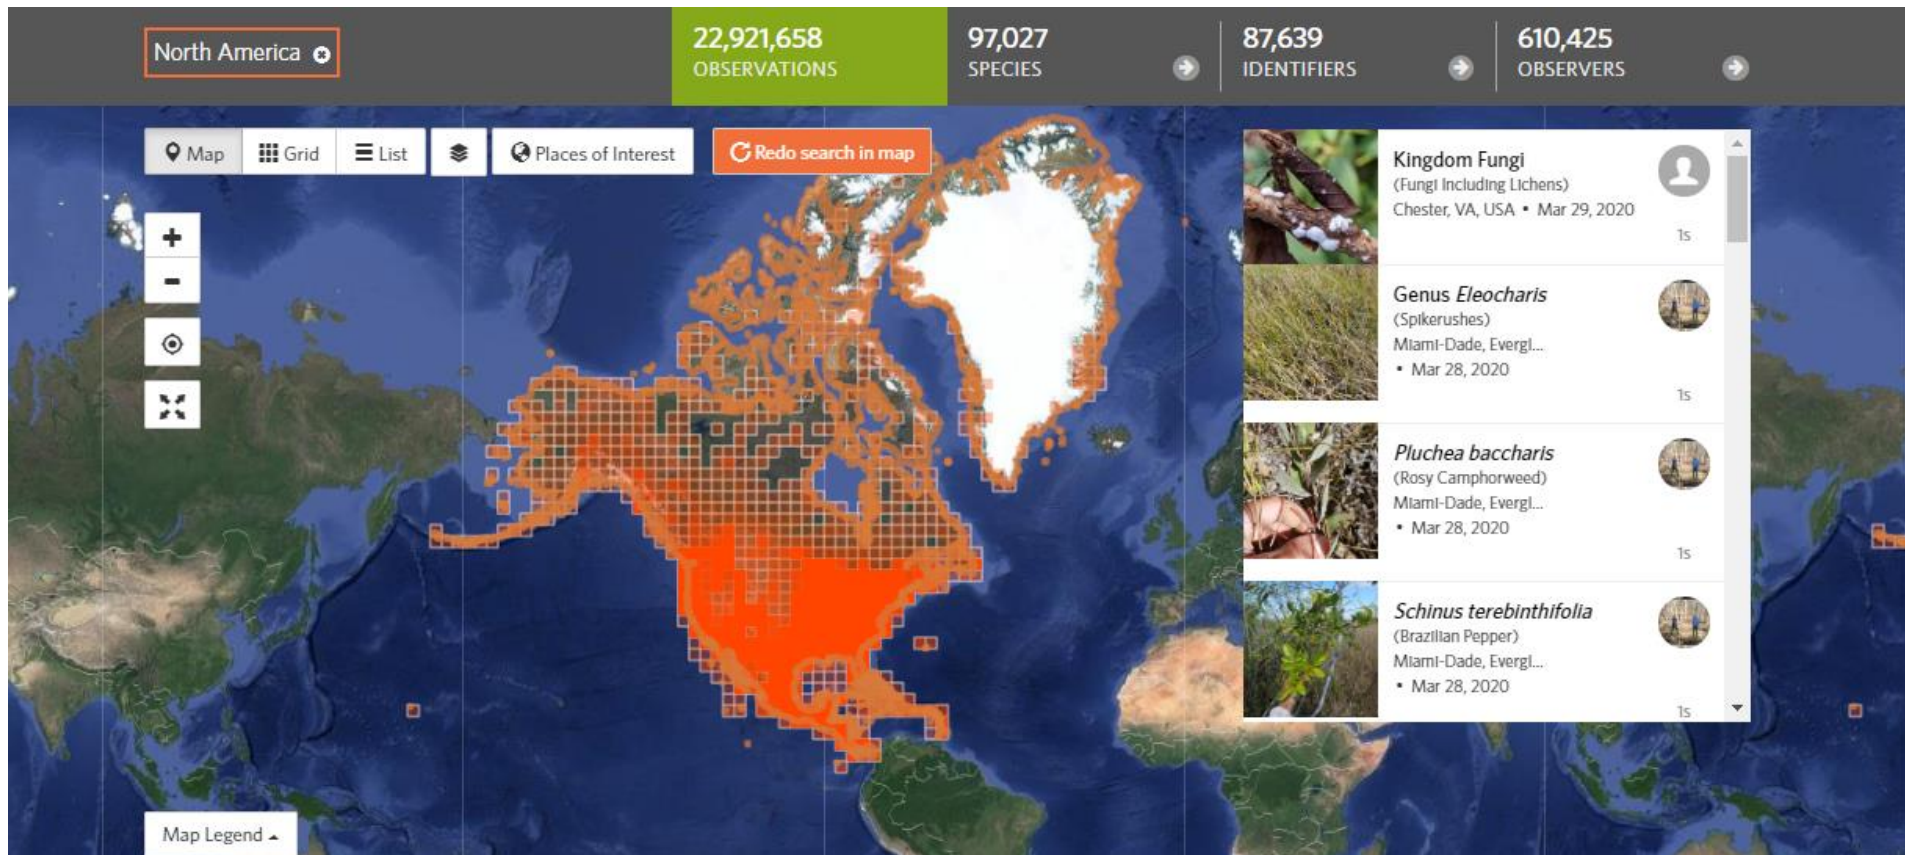 North America
22,921,658
OBSERVATIONS
97,027
SPECIES
87,639
IDENTIFIERS
610,425
OBSERVERS
Map
Grid
List
Places of Interest
Redo search in map
Kingdom Fungi
(Fungi Including Lichens)
Chester, VA, USA • Mar 29, 2020
1s
Genus Eleocharis
(Spikerushes)
Miami-Dade, Evergl...
• Mar 28, 2020
1s
Pluchea baccharis
(Rosy Camphorweed)
Miami-Dade, Evergl...
• Mar 28, 2020
1s
Schinus terebinthifolia
(Brazilian Pepper)
Miami-Dade, Evergl...
• Mar 28, 2020
1s
Map Legend